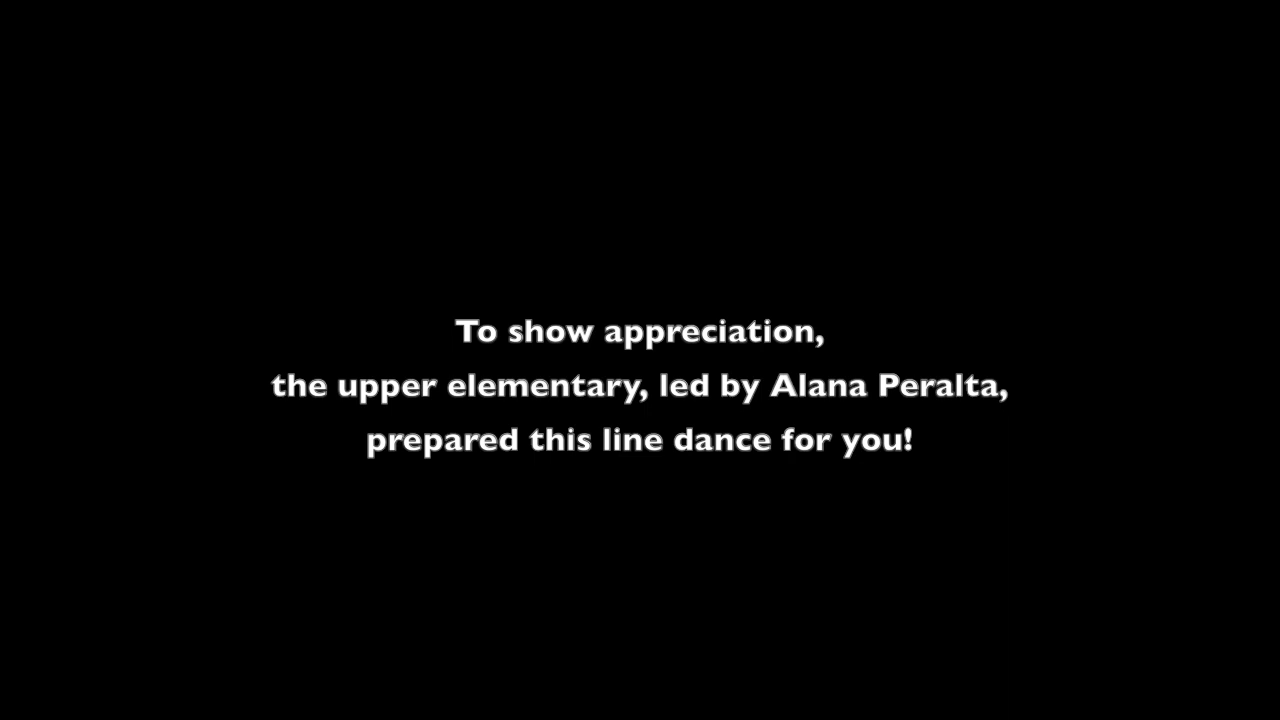 To show appreciation,
the upper elementary, led by Alana Peralta,
prepared this line dance for you!